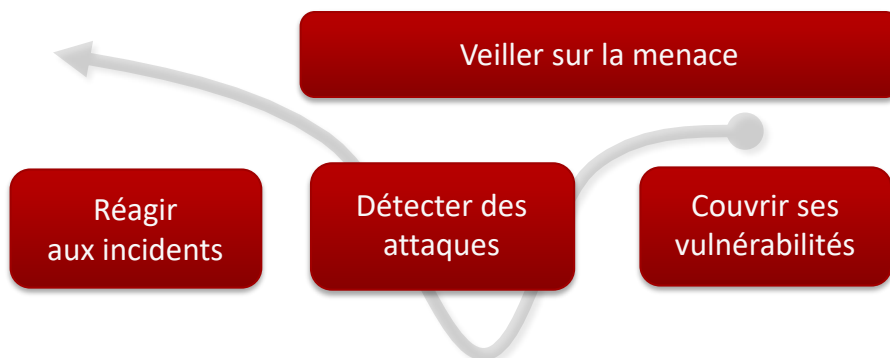 Veiller sur la menace
Réagir
aux incidents
Détecter des
attaques
Couvrir ses
vulnérabilités